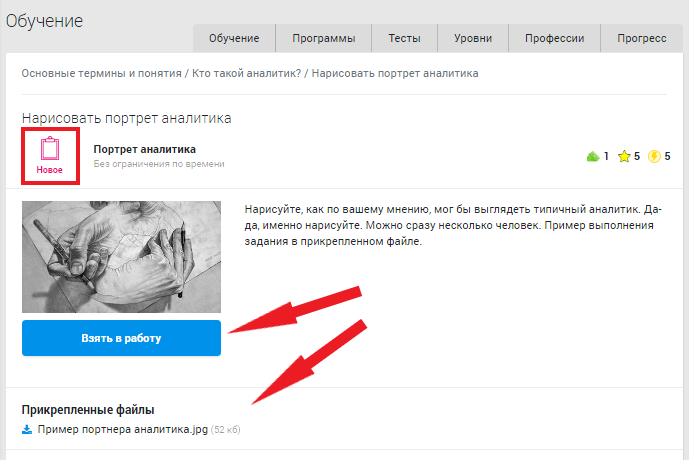 Обучение
Обучение Программы Тесты Уровни Профессии Прогресс
Основные термины и понятия / Кто такой аналитик? / Нарисовать портрет аналитика
Нарисовать портрет аналитика
Новое
Портрет аналитика
Без ограничения по времени
1 5 5
Нарисуйте, как по вашему мнению, мог бы выглядеть типичный аналитик. Да-
да, именно нарисуйте. Можно сразу несколько человек. Пример выполнения
задания в прикрепленном файле.
Взять в работу
Прикрепленные файлы
Пример портнера аналитика.jpg (52 кб)